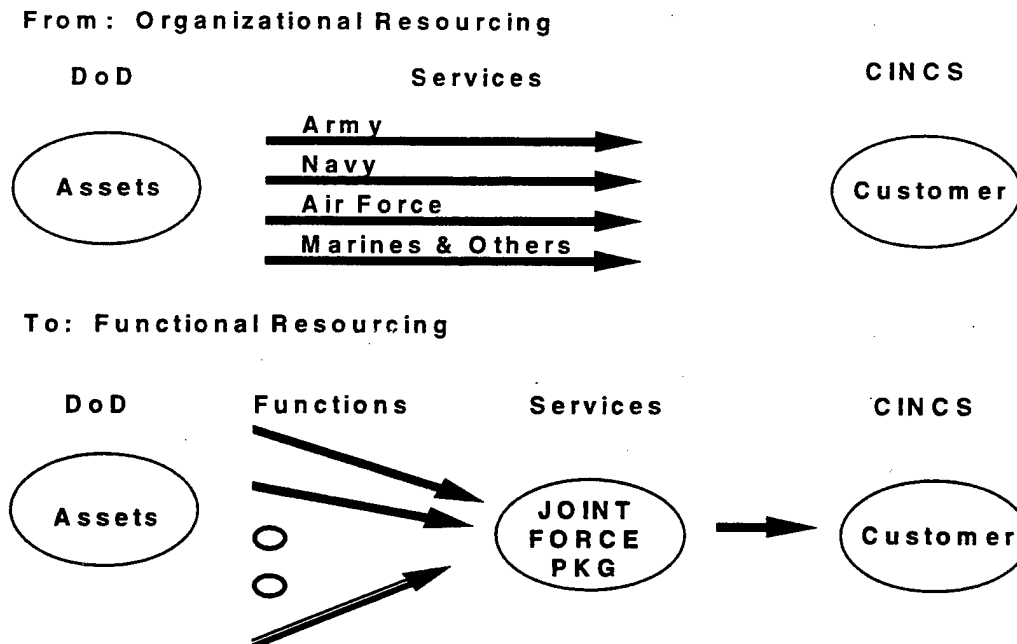 From: Organizational Resourcing
DoD Services CINCS
Army
Navy
Assets Customer
Air Force
Marines & Others
To: Functional Resourcing
DoD Functions Services CINCS
Assets
JOINT
FORCE
PKG
Customer